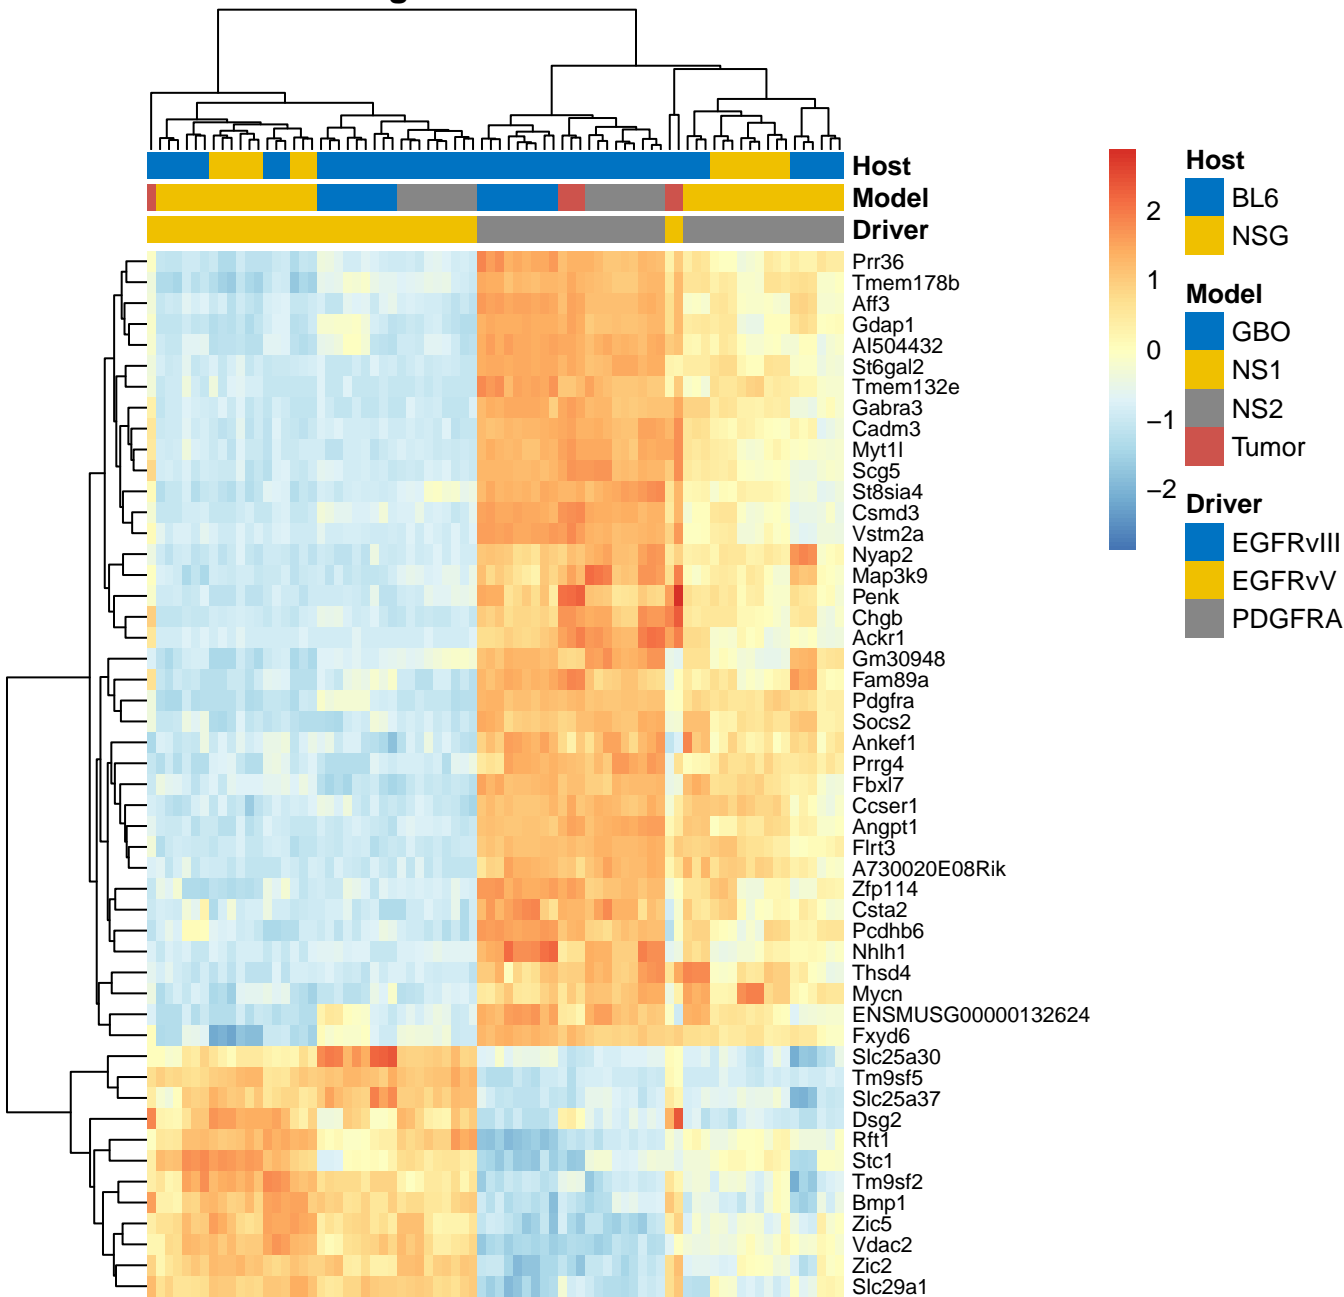 Host
Model
Driver
Prr36
Tmem178b
Aff3
Gdap1
AI504432
St6gal2
Tmem132e
Gabra3
Cadm3
Myt1l
Scg5
St8sia4
Csmd3
Vstm2a
Nyap2
Map3k9
Penk
Chgb
Ackr1
Gm30948
Fam89a
Pdgfra
Socs2
Ankef1
Prrg4
Fbxl7
Ccser1
Angpt1
Flrt3
A730020E08Rik
Zfp114
Csta2
Pcdhb6
Nhlh1
Thsd4
Mycn
ENSMUSG00000132624
Fxyd6
Slc25a30
Tm9sf5
Slc25a37
Dsg2
Rft1
Stc1
Tm9sf2
Bmp1
Zic5
Vdac2
Zic2
Slc29a1
2
1
0
−1
−2
Host
BL6
NSG
Model
GBO
NS1
NS2
Tumor
Driver
EGFRvIII
EGFRvV
PDGFRA